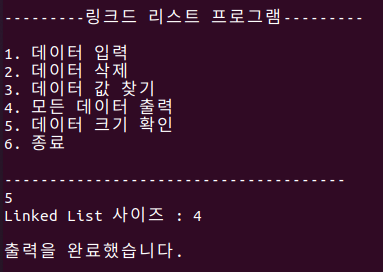 ---------링크드 리스트 프로그램---------
1. 데이터 입력
2. 데이터 삭제
3. 데이터 값 찾기
4. 모든 데이터 출력
5. 데이터 크기 확인
6. 종료
--------------------------------------
5
Linked List 사이즈 : 4
출력을 완료했습니다.